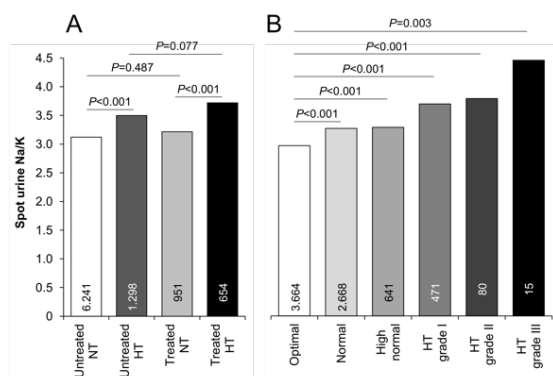 A
B
P=0.003
P=0.077
P<0.001
P=0.487
P<0.001
P<0.001
P<0.001
P<0.001
P<0.001
Spot urine Na/K
4.5
4.0
3.5
3.0
2.5
2.0
1.5
1.0
0.5
0.0
6.241
1.298
951
654
3.664
2.668
641
471
80
15
Untreated
NT
Untreated
HT
Treated
NT
Treated
HT
Optimal
Normal
High
normal
HT
grade I
HT
grade II
HT
grade III